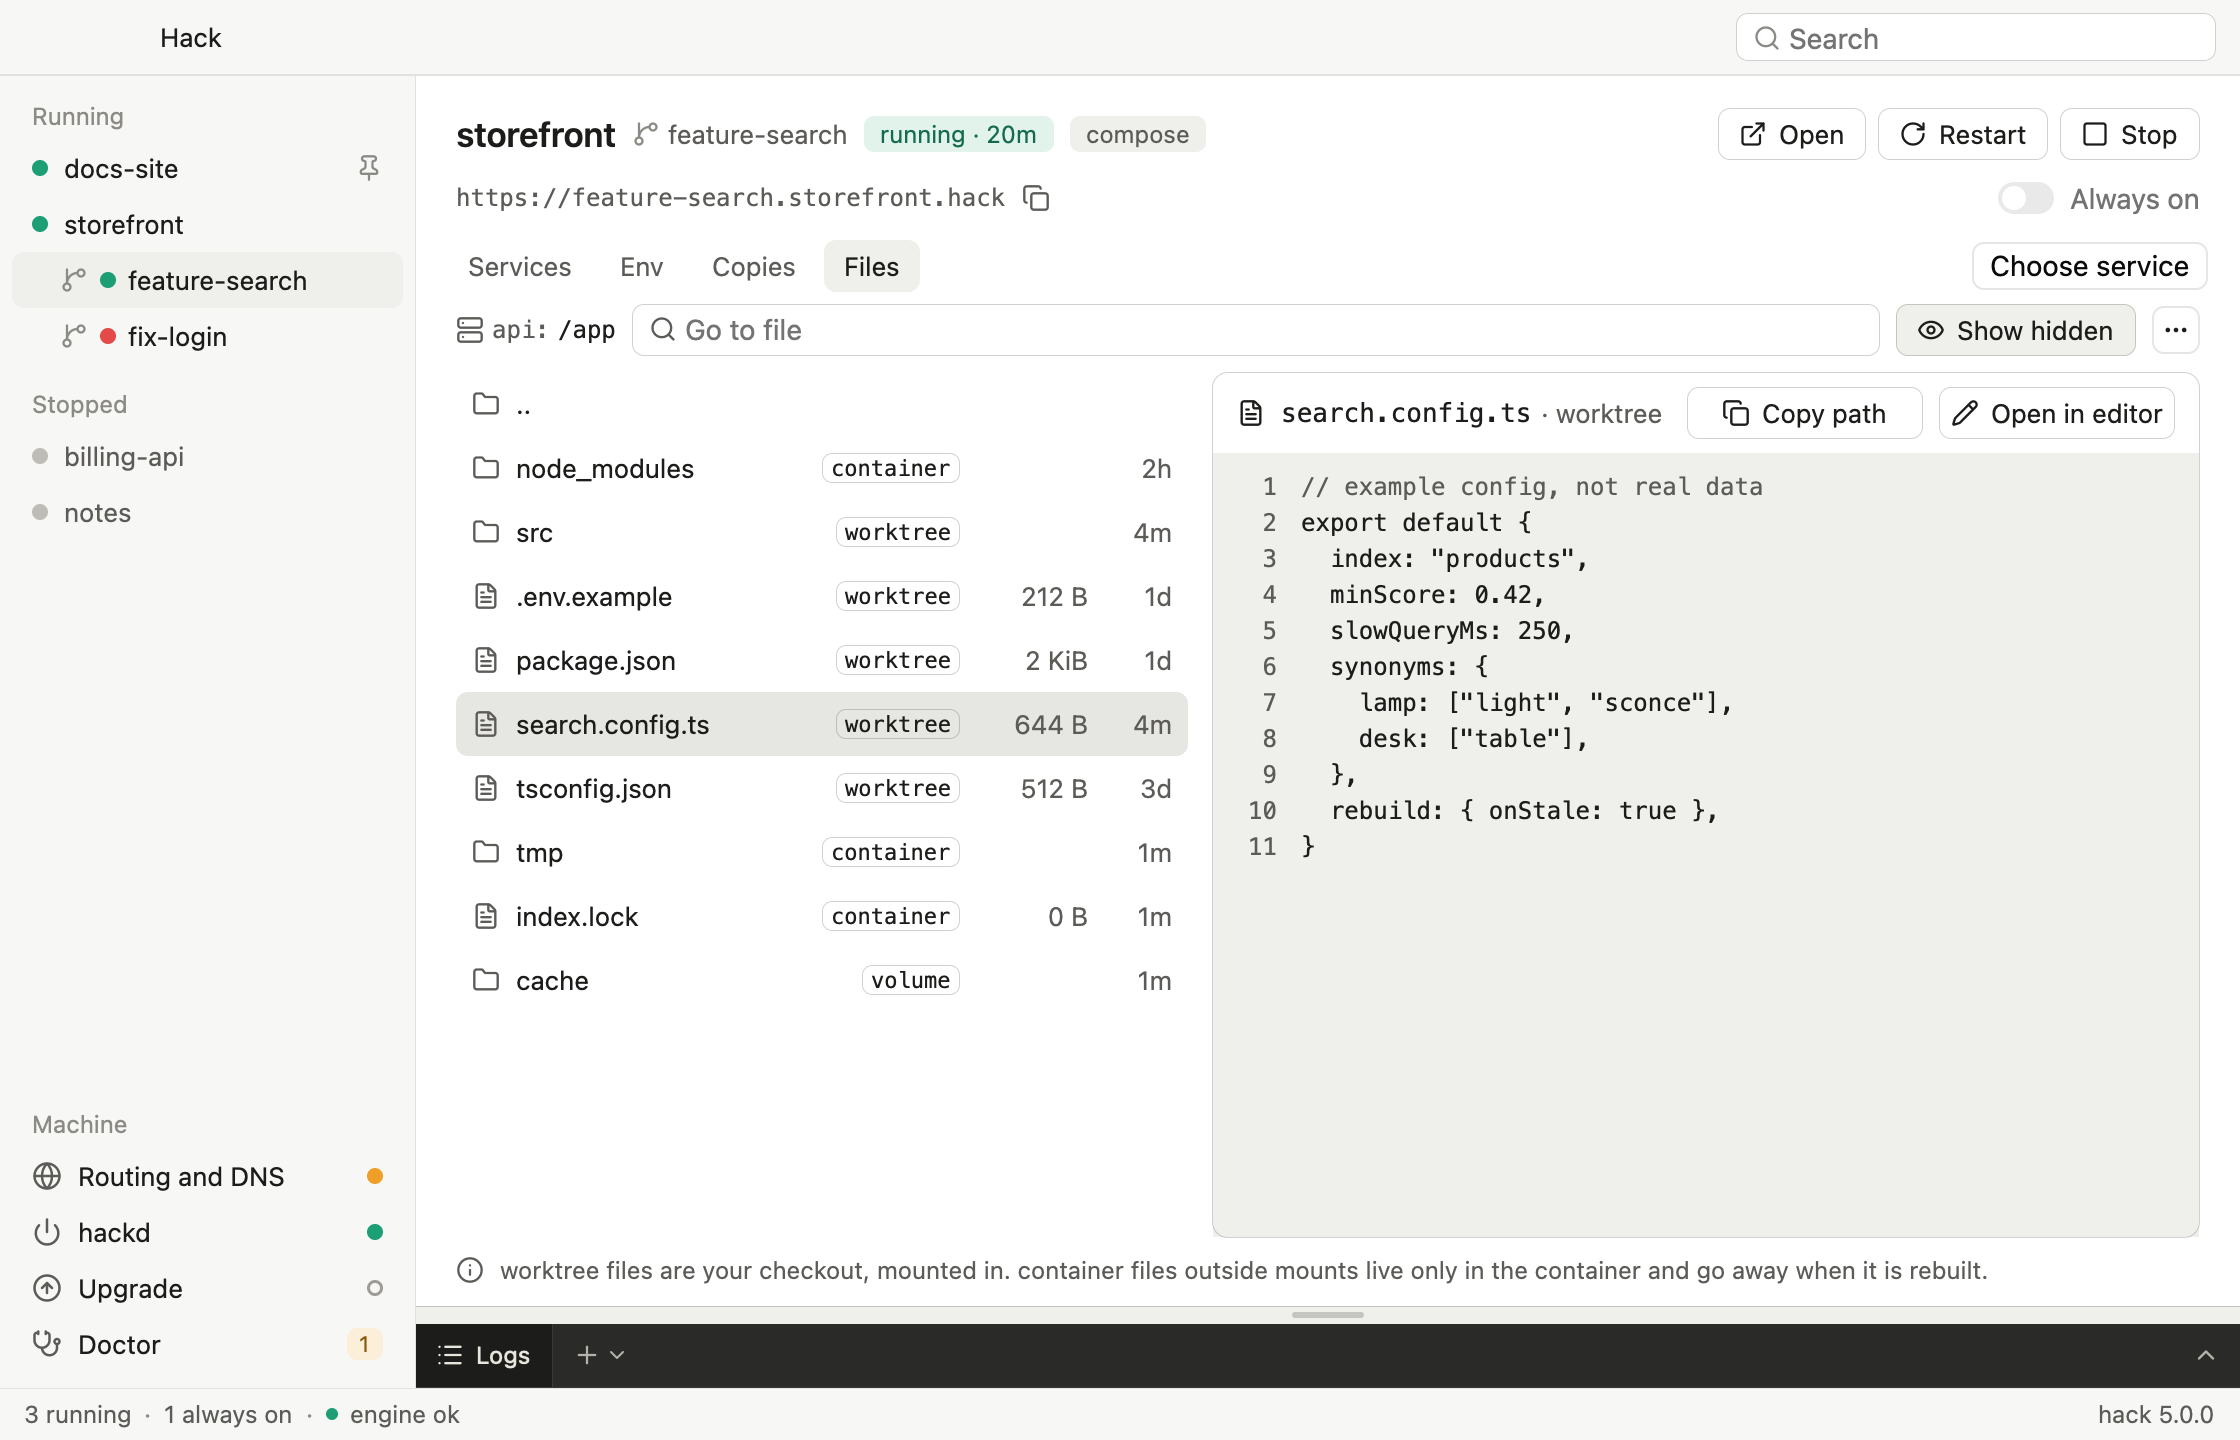 Hack
Search
Running
docs-site
storefront
feature-search
fix-login
Stopped
billing-api
notes
Machine
Routing and DNS
hackd
Upgrade
Doctor 1
storefront feature-search running · 20m compose
Open Restart Stop
https://feature-search.storefront.hack
Always on
Services Env Copies Files
Choose service
api: /app Go to file Show hidden
..
node_modules container 2h
src worktree 4m
.env.example worktree 212 B 1d
package.json worktree 2 KiB 1d
search.config.ts worktree 644 B 4m
tsconfig.json worktree 512 B 3d
tmp container 1m
index.lock container 0 B 1m
cache volume 1m
search.config.ts · worktree Copy path Open in editor
1 // example config, not real data
2 export default {
3   index: "products",
4   minScore: 0.42,
5   slowQueryMs: 250,
6   synonyms: {
7     lamp: ["light", "sconce"],
8     desk: ["table"],
9   },
10   rebuild: { onStale: true },
11 }
worktree files are your checkout, mounted in. container files outside mounts live only in the container and go away when it is rebuilt.
Logs
3 running · 1 always on · engine ok
hack 5.0.0